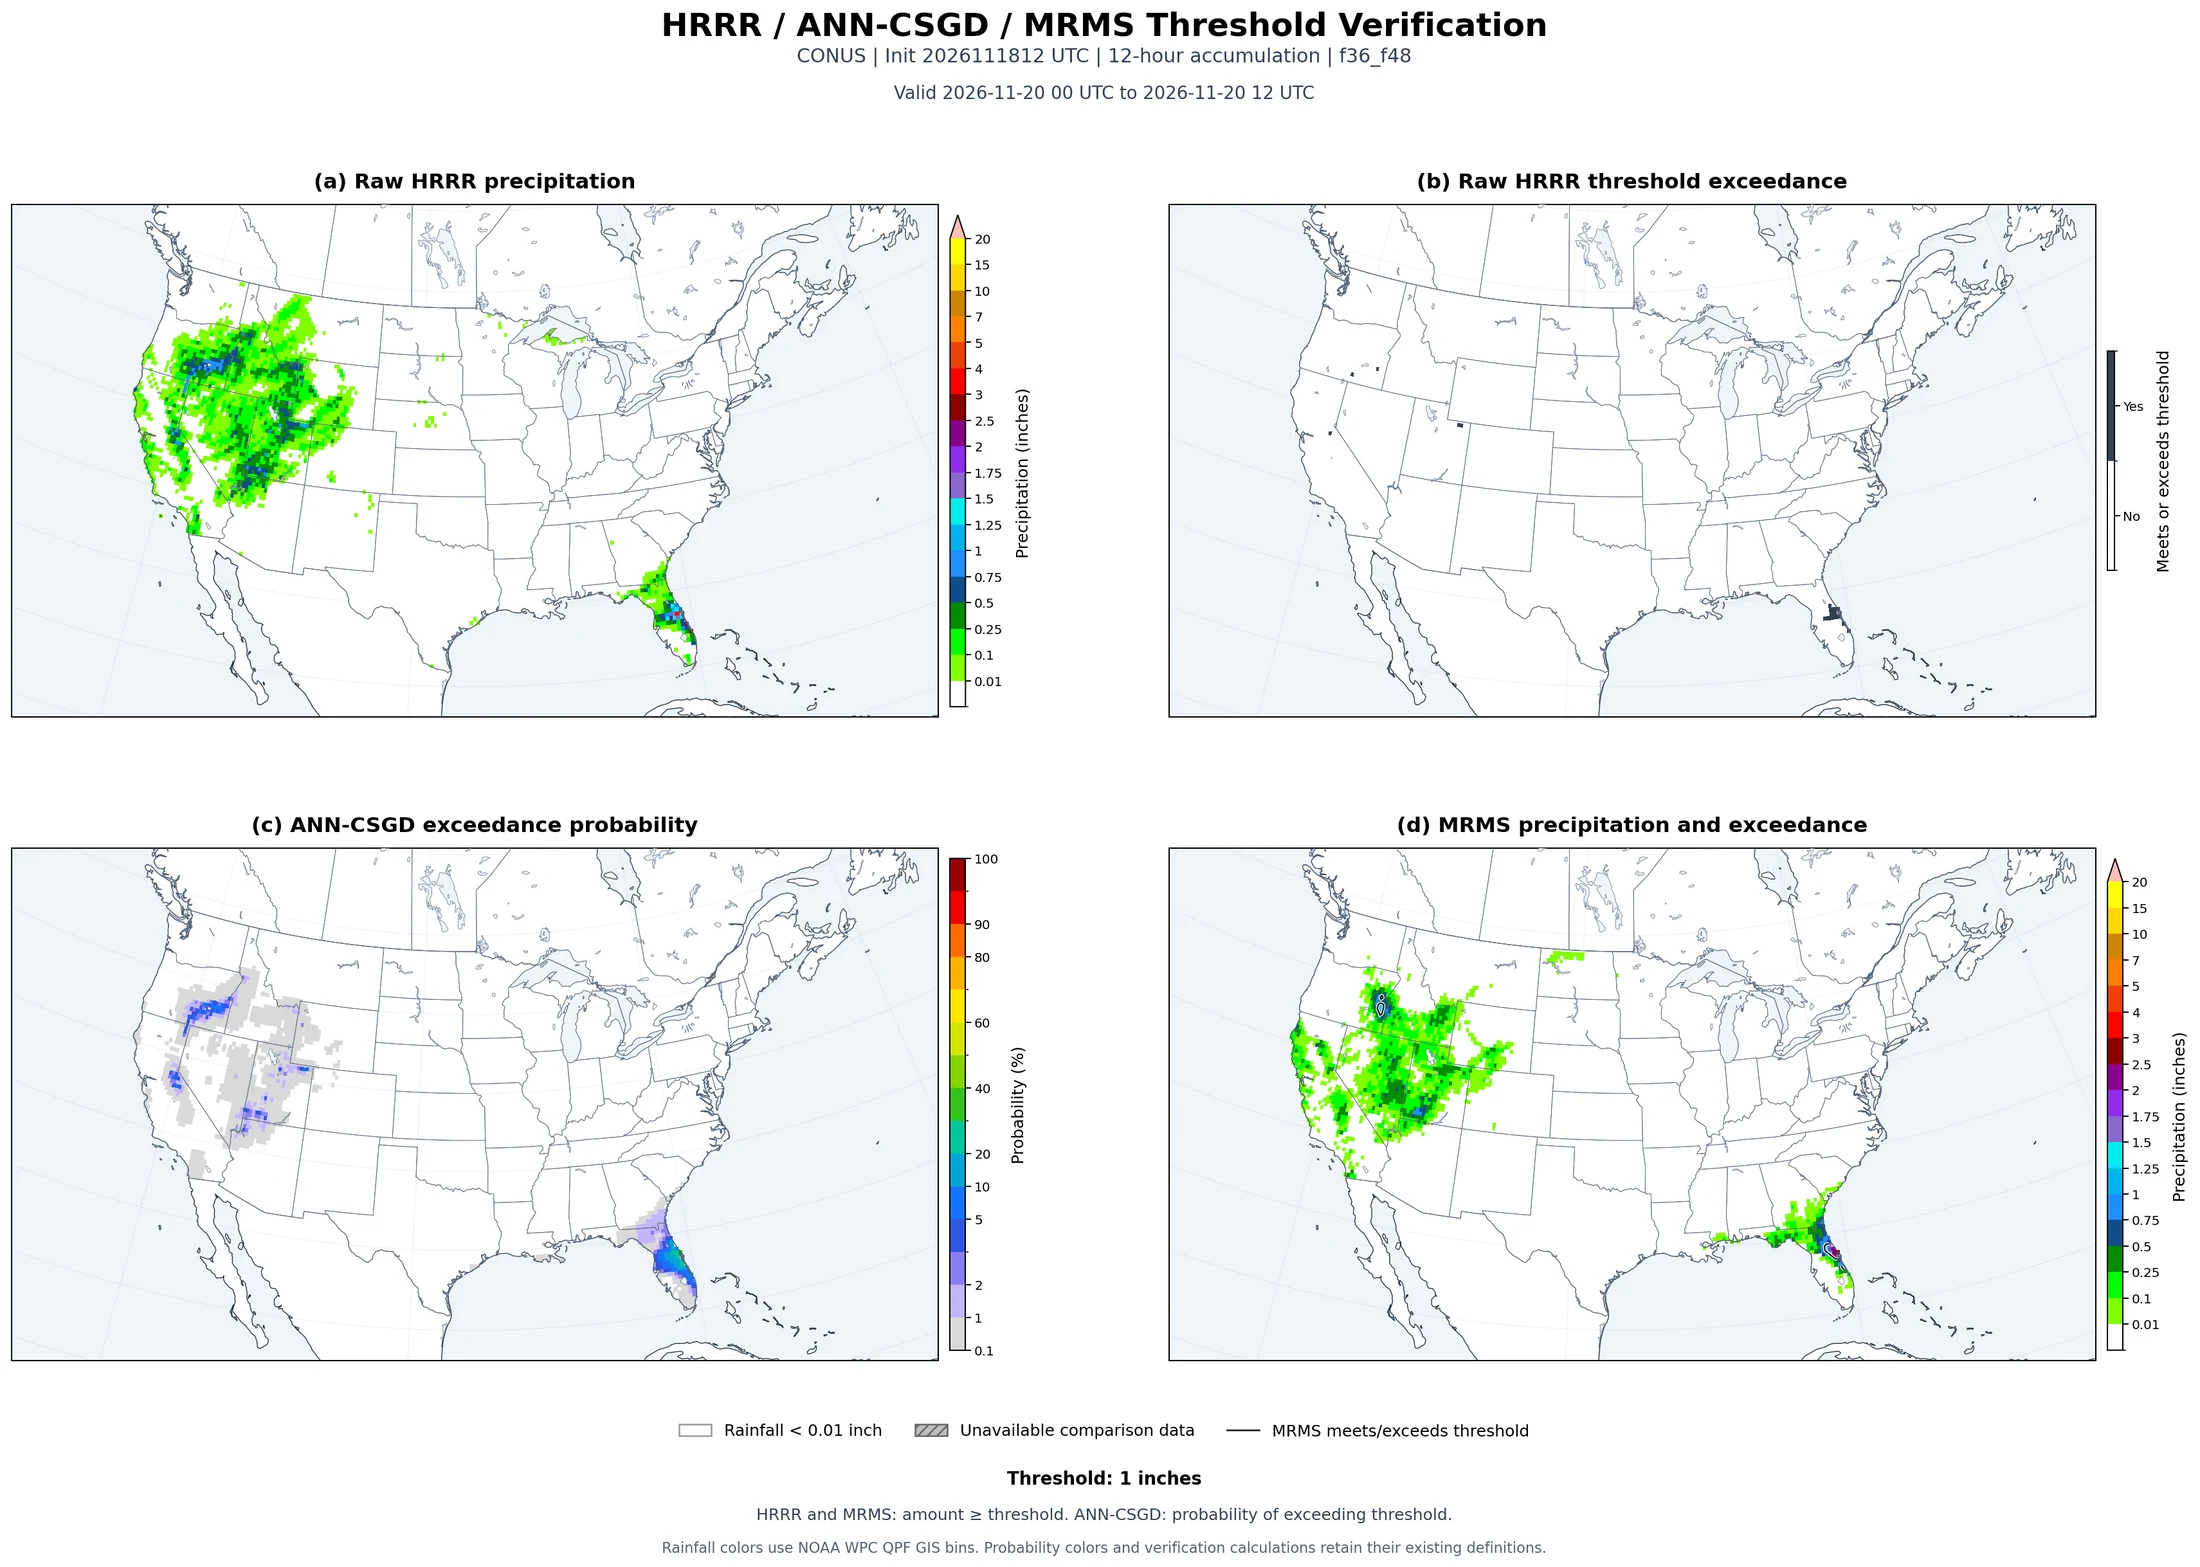 HRRR / ANN-CSGD / MRMS Threshold Verification
CONUS | Init 2026111812 UTC | 12-hour accumulation | f36_f48
Valid 2026-11-20 00 UTC to 2026-11-20 12 UTC
(a) Raw HRRR precipitation
20
15
10
7
5
4
3
2.5
2
1.75
1.5
1.25
1
0.75
0.5
0.25
0.1
0.01
Precipitation (inches)
(b) Raw HRRR threshold exceedance
Yes
No
Meets or exceeds threshold
(c) ANN-CSGD exceedance probability
100
90
80
60
40
20
10
5
2
1
0.1
Probability (%)
(d) MRMS precipitation and exceedance
20
15
10
7
5
4
3
2.5
2
1.75
1.5
1.25
1
0.75
0.5
0.25
0.1
0.01
Precipitation (inches)
Rainfall < 0.01 inch
Unavailable comparison data
MRMS meets/exceeds threshold
Threshold: 1 inches
HRRR and MRMS: amount ≥ threshold. ANN-CSGD: probability of exceeding threshold.
Rainfall colors use NOAA WPC QPF GIS bins. Probability colors and verification calculations retain their existing definitions.